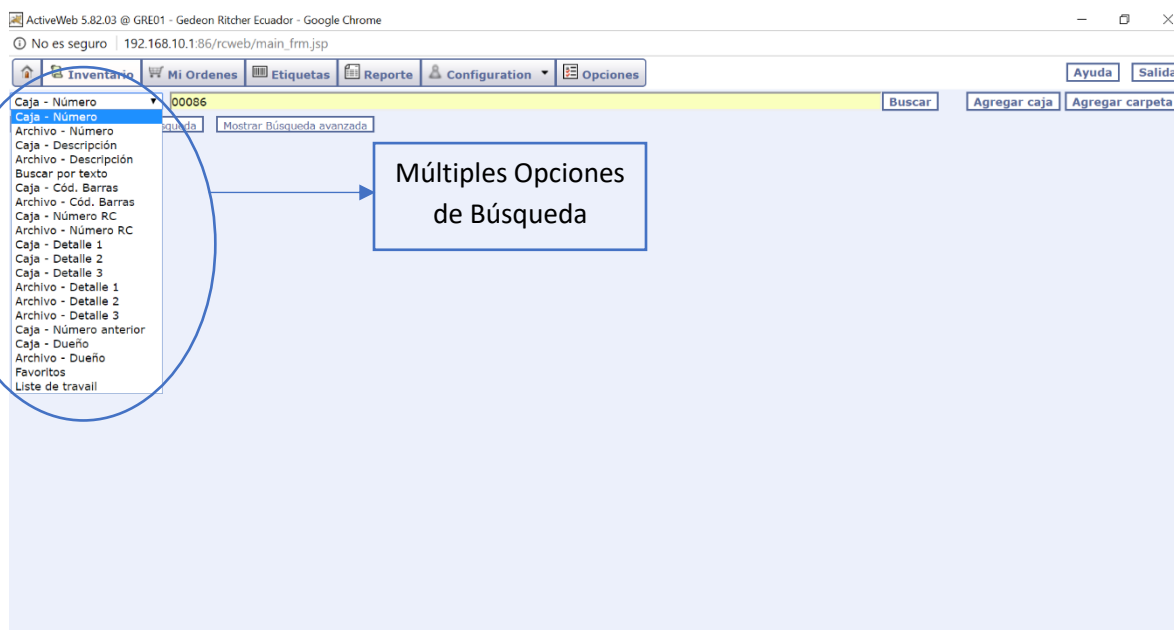 ActiveWeb 5.82.03 @ GRE01 - Gedeon Ritcher Ecuador - Google Chrome
No es seguro | 192.168.10.1:86/rcweb/main_frm.jsp
Inventario Mi Ordenes Etiquetas Reporte Configuration Opciones Ayuda Salida
Caja - Número 00086 Buscar Agregar caja Agregar carpeta
Mostrar Búsqueda avanzada
Caja - Número
Archivo - Número
Caja - Descripción
Archivo - Descripción
Buscar por texto
Caja - Cód. Barras
Archivo - Cód. Barras
Caja - Número RC
Archivo - Número RC
Caja - Detalle 1
Caja - Detalle 2
Caja - Detalle 3
Archivo - Detalle 1
Archivo - Detalle 2
Archivo - Detalle 3
Caja - Número anterior
Caja - Dueño
Archivo - Dueño
Favoritos
Liste de travail
Múltiples Opciones
de Búsqueda